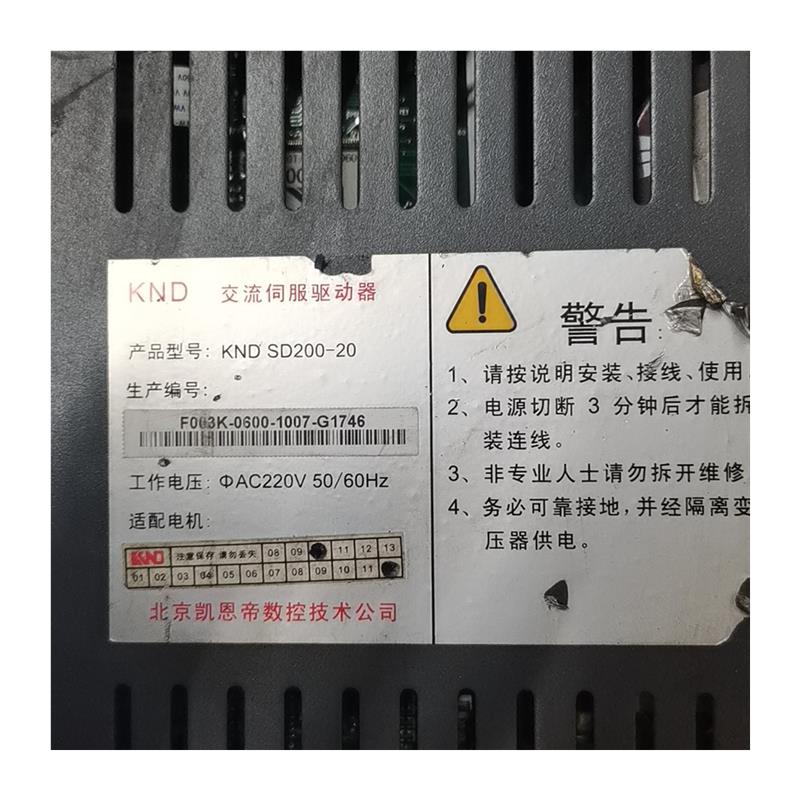 KND 交流伺服驱动器
产品型号: KND SD200-20
生产编号:
F003K-0600-1007-G1746
工作电压: ΦAC220V 50/60Hz
适配电机:
KND 注意保存 请勿丢失 08 09 11 12 13
01 02 03 04 05 06 07 08 09 10 11
北京凯恩帝数控技术公司
警告:
1、请按说明安装、接线、使用。
2、电源切断 3 分钟后才能拆
装连线。
3、非专业人士请勿拆开维修
4、务必可靠接地,并经隔离变
压器供电。